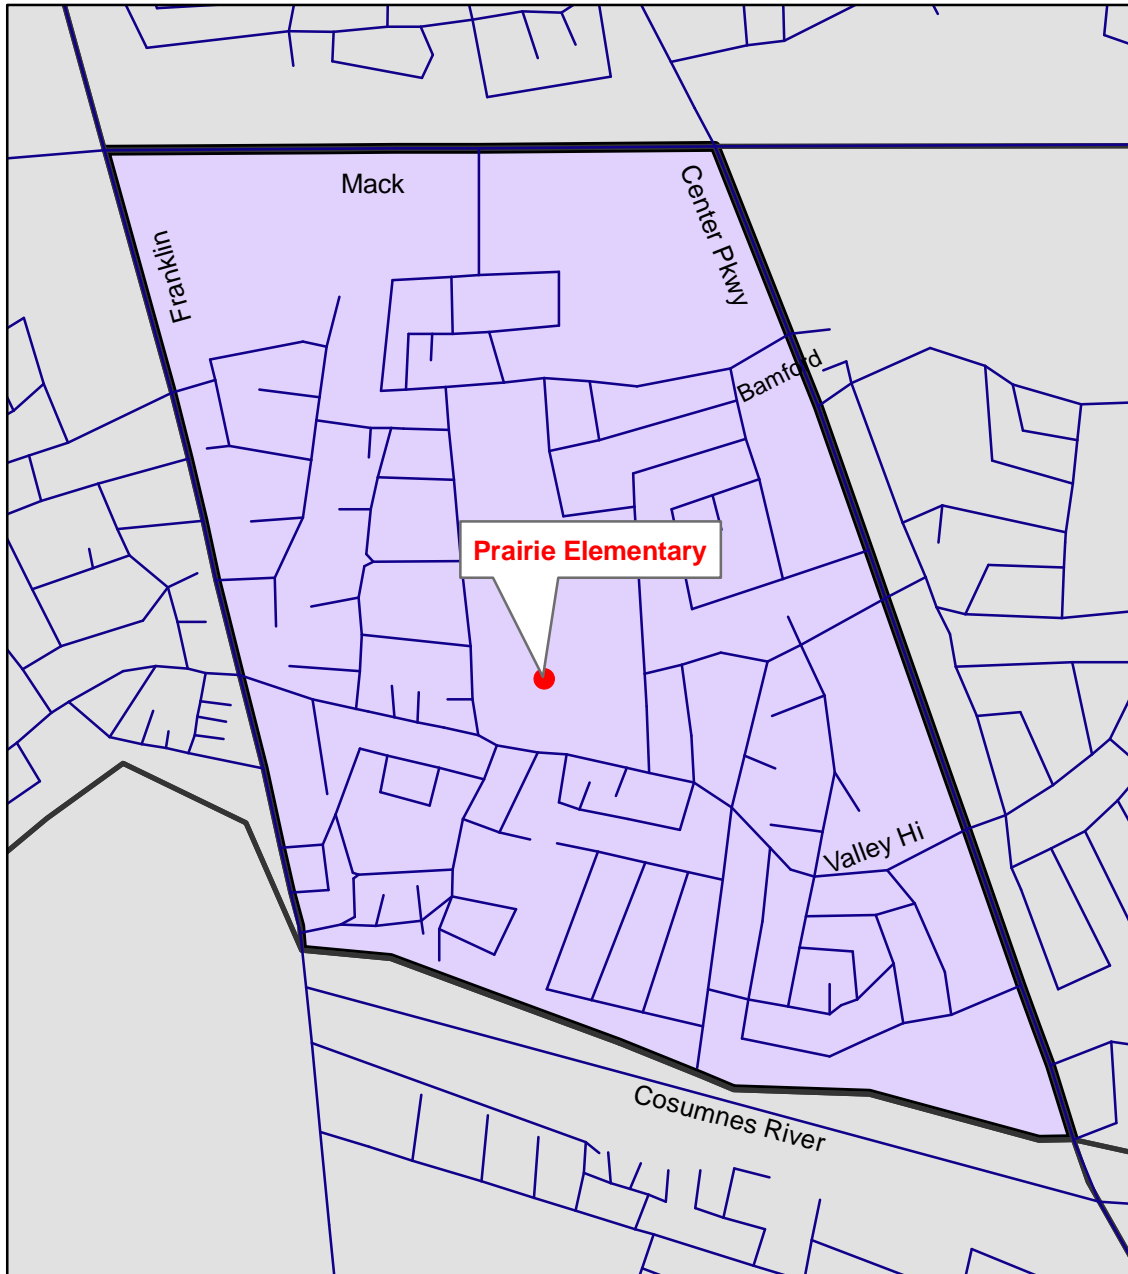 Mack
Center Pkwy
Franklin
Bamford
Prairie Elementary
Valley Hi
Cosumnes River